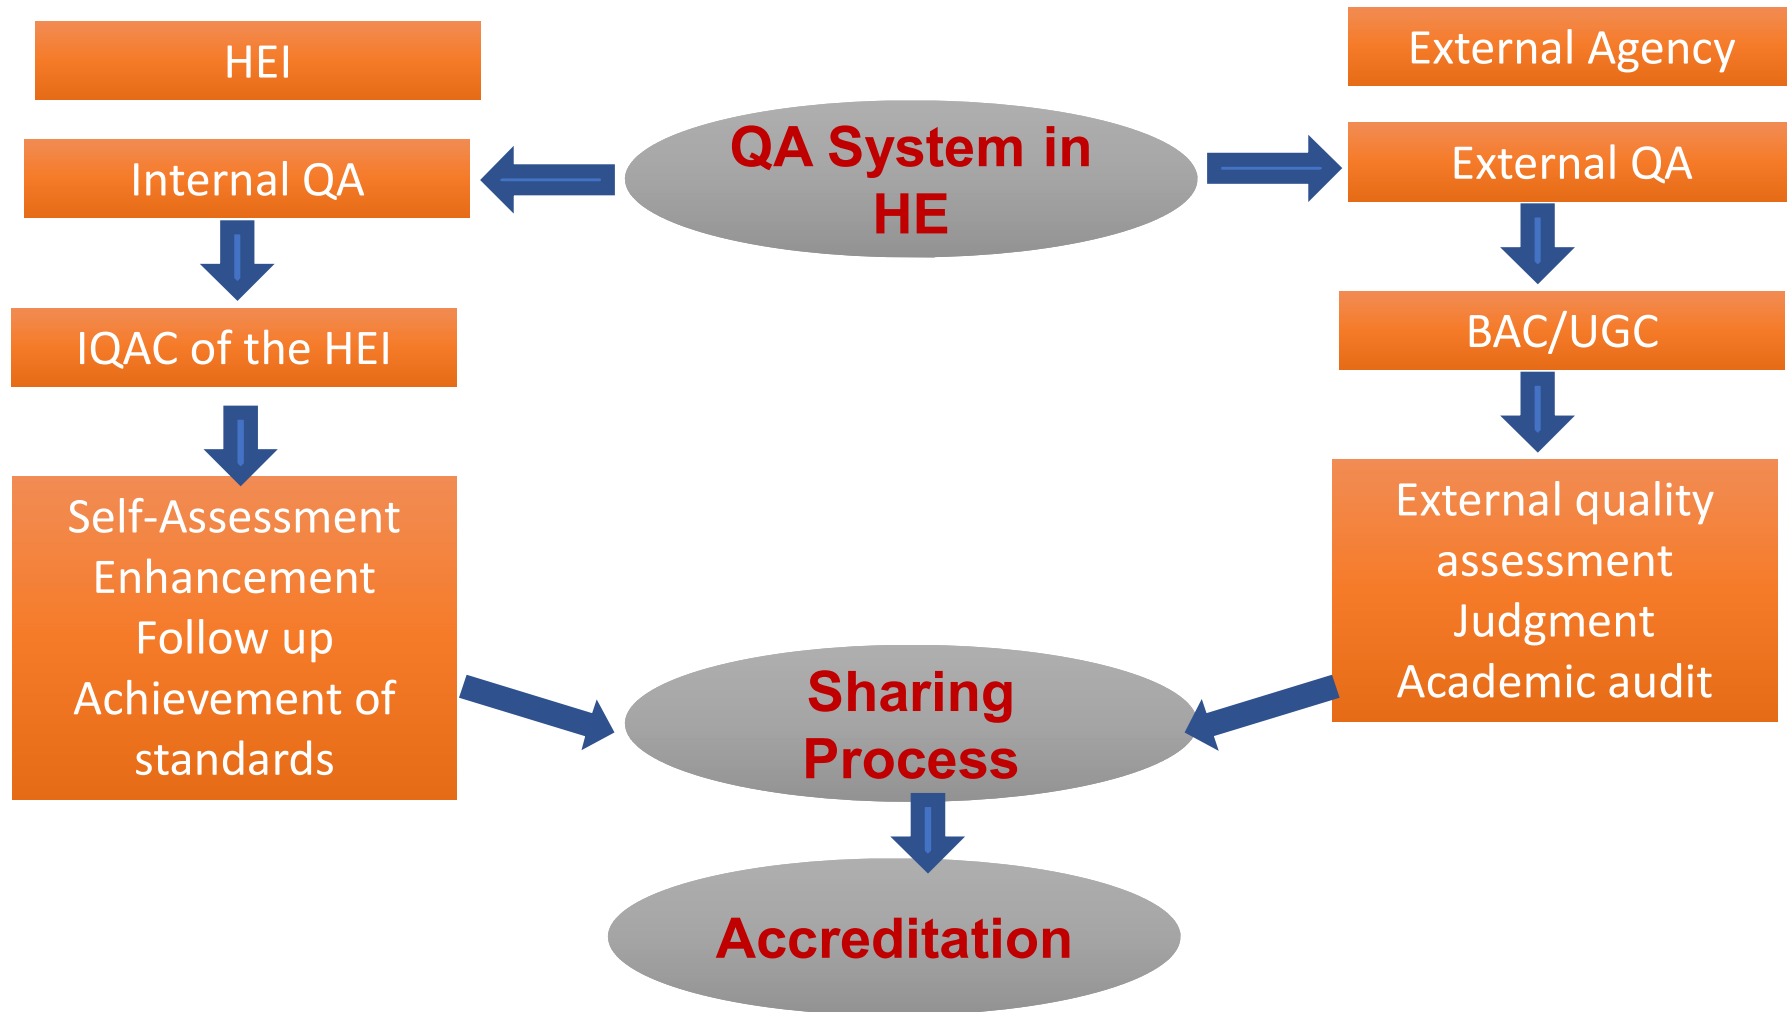 HEI
External Agency
QA System in
HE
Internal QA
External QA
IQAC of the HEI
BAC/UGC
Self-Assessment
Enhancement
Follow up
Achievement of
standards
External quality
assessment
Judgment
Academic audit
Sharing
Process
Accreditation